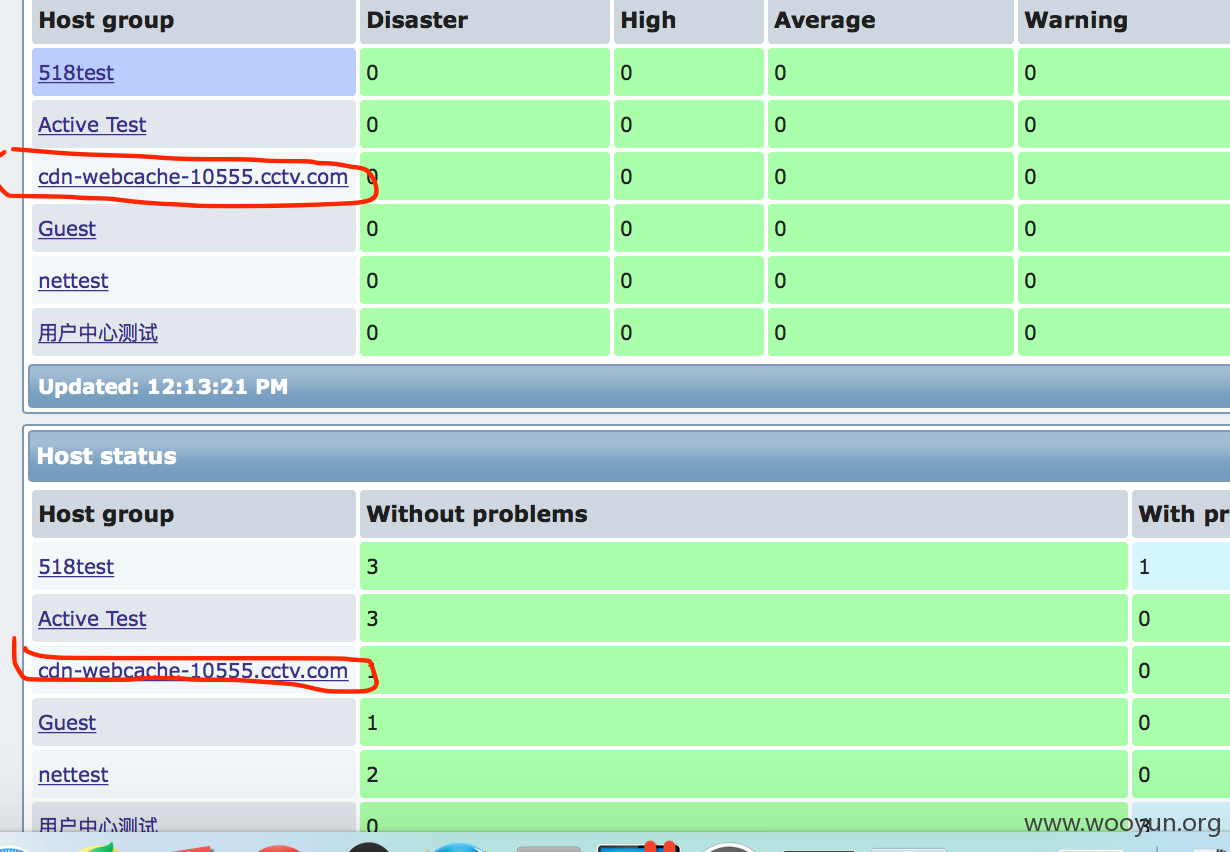 Host group Disaster High Average Warning
518test 0 0 0 0
Active Test 0 0 0 0
cdn-webcache-10555.cctv.com 0 0 0 0
Guest 0 0 0 0
nettest 0 0 0 0
用户中心测试 0 0 0 0
Updated: 12:13:21 PM
Host status
Host group Without problems With pr
518test 3 1
Active Test 3 0
cdn-webcache-10555.cctv.com 1 0
Guest 1 0
nettest 2 0
用户中心测试 0
www.wooyun.org